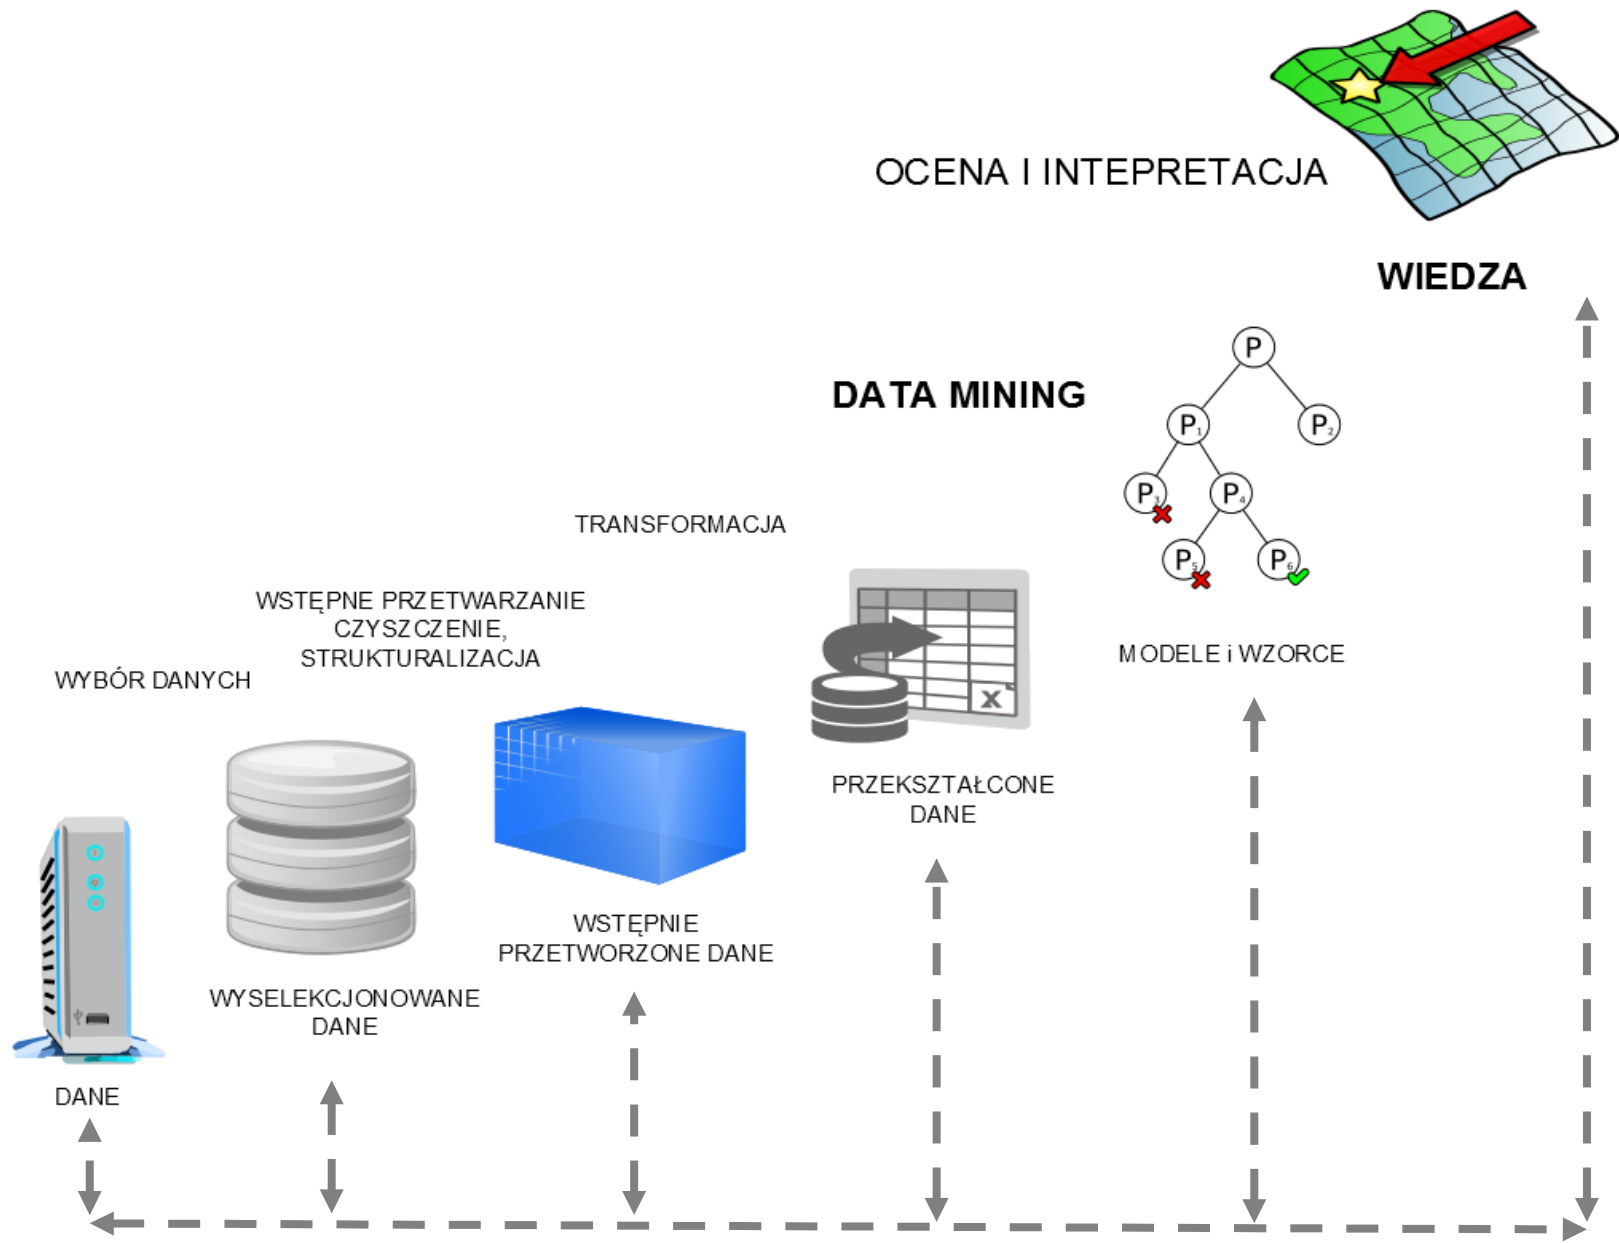 OCENA I INTEPRETACJA
WIEDZA
P
DATA MINING
P1
P2
P3
P4
TRANSFORMACJA
P5
P6
WSTĘPNE PRZETWARZANIE
CZYSZCZENIE,
STRUKTURALIZACJA
MODELE i WZORCE
WYBÓR DANYCH
X
PRZEKSZTAŁCONE
DANE
WSTĘPNIE
PRZETWORZONE DANE
WYSELEKCJONOWANE
DANE
DANE